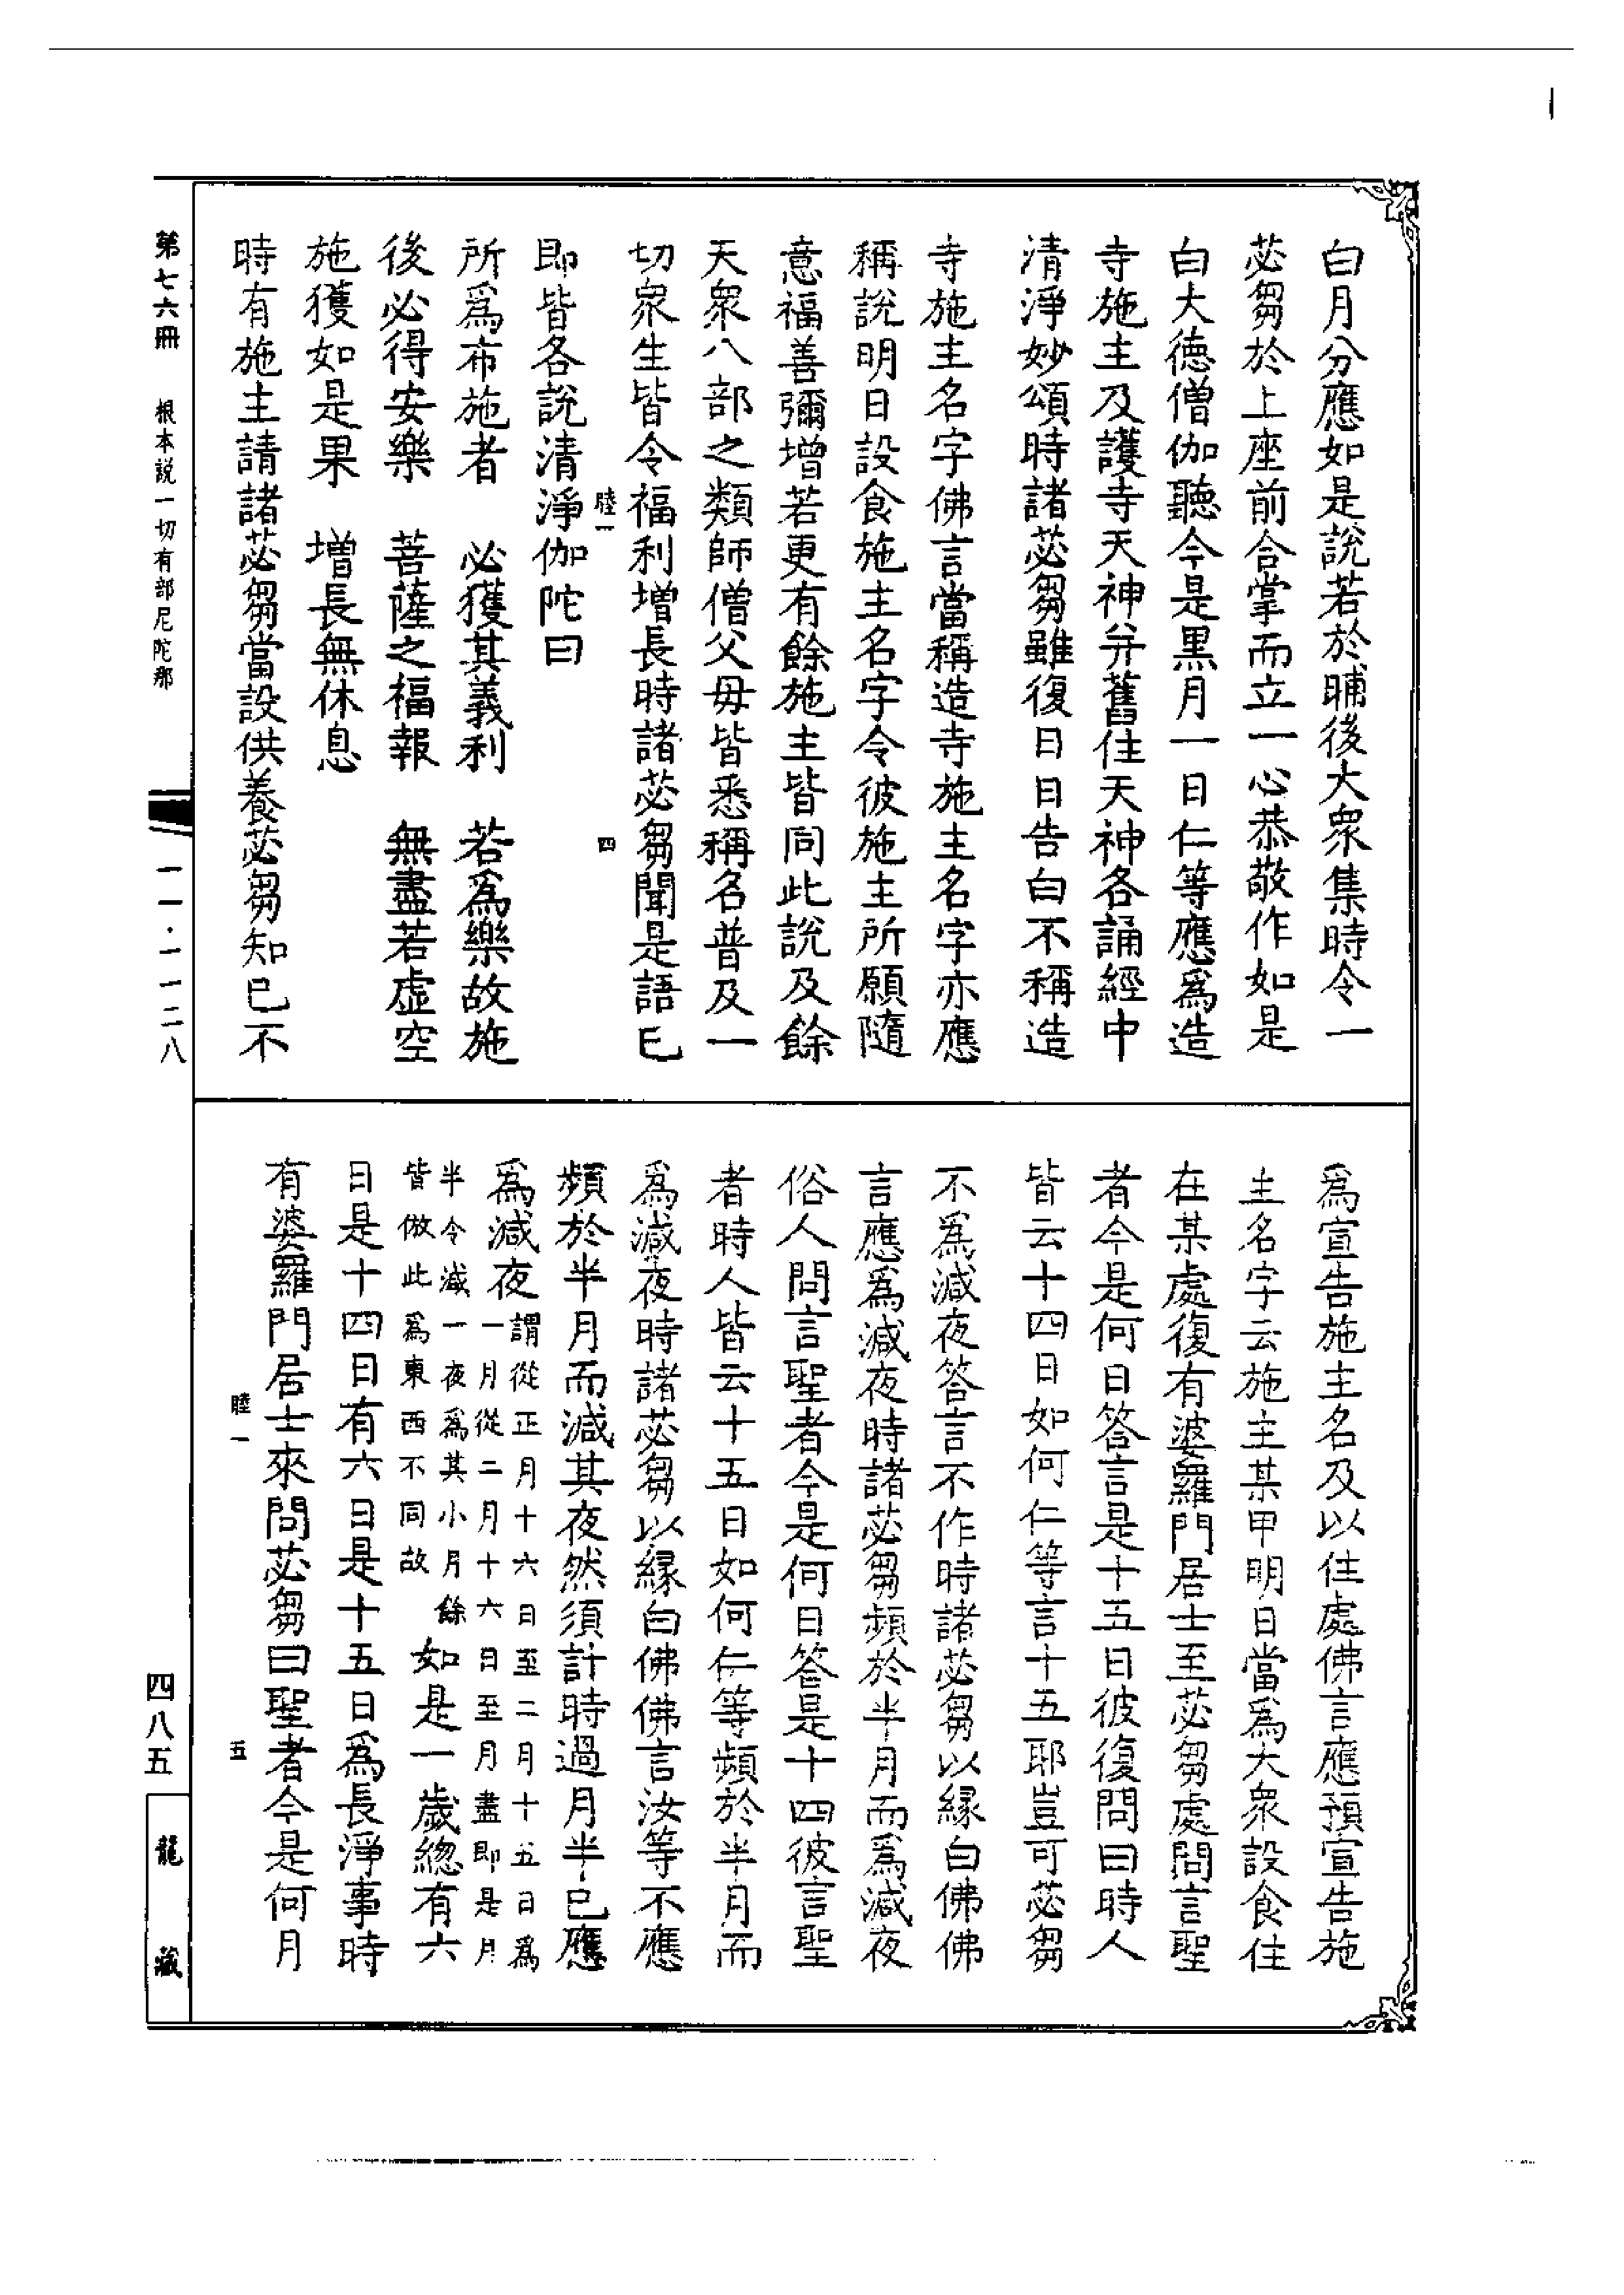 白月分應如是說若於晡後大衆集時令一
苾芻於上座前合掌而立一心恭敬作如是
白大德僧伽聽今是黑月一日仁等應爲造
寺施主及護寺天神并舊住天神各誦經中
清淨妙頌時諸苾芻雖復日日告白不稱造
寺施主名字佛言當稱造寺施主名字亦應
稱說明日設食施主名字令彼施主所願隨
意福善彌增若更有餘施主皆同此說及餘
天衆八部之類師僧父母皆悉稱名普及一
切衆生皆令福利增長時諸苾芻聞是語已
睦一 四
即皆各說清淨伽陀曰
所爲布施者 必獲其義利 若爲樂故施
後必得安樂 菩薩之福報 無盡若虛空
施獲如是果 增長無休息
時有施主請諸苾芻當設供養苾芻知已不
爲宣告施主名及以住處佛言應預宣告施
主名字云施主某甲明日當爲大衆設食住
在某處復有婆羅門居士至苾芻處問言聖
者今是何日答言是十五日彼復問曰時人
皆云十四日如何仁等言十五耶豈可苾芻
不爲減夜答言不作時諸苾芻以緣白佛佛
言應爲減夜時諸苾芻頻於半月而爲減夜
俗人問言聖者今是何日答是十四彼言聖
者時人皆云十五日如何仁等頻於半月而
爲減夜時諸苾芻以緣白佛佛言汝等不應
頻於半月而減其夜然須計時過月半已應
爲減夜謂從正月十六日至二月十五日爲
一月從二月十六日至月盡即是月
半令減一夜爲其小月餘
皆倣此爲東西不同故如是一歲總有六
日是十四日有六日是十五日爲長淨事時
有婆羅門居士來問苾芻曰聖者今是何月
睦一 五
第七六冊 根本說一切有部尼陀那 一一·一一二八
四八五
龍藏